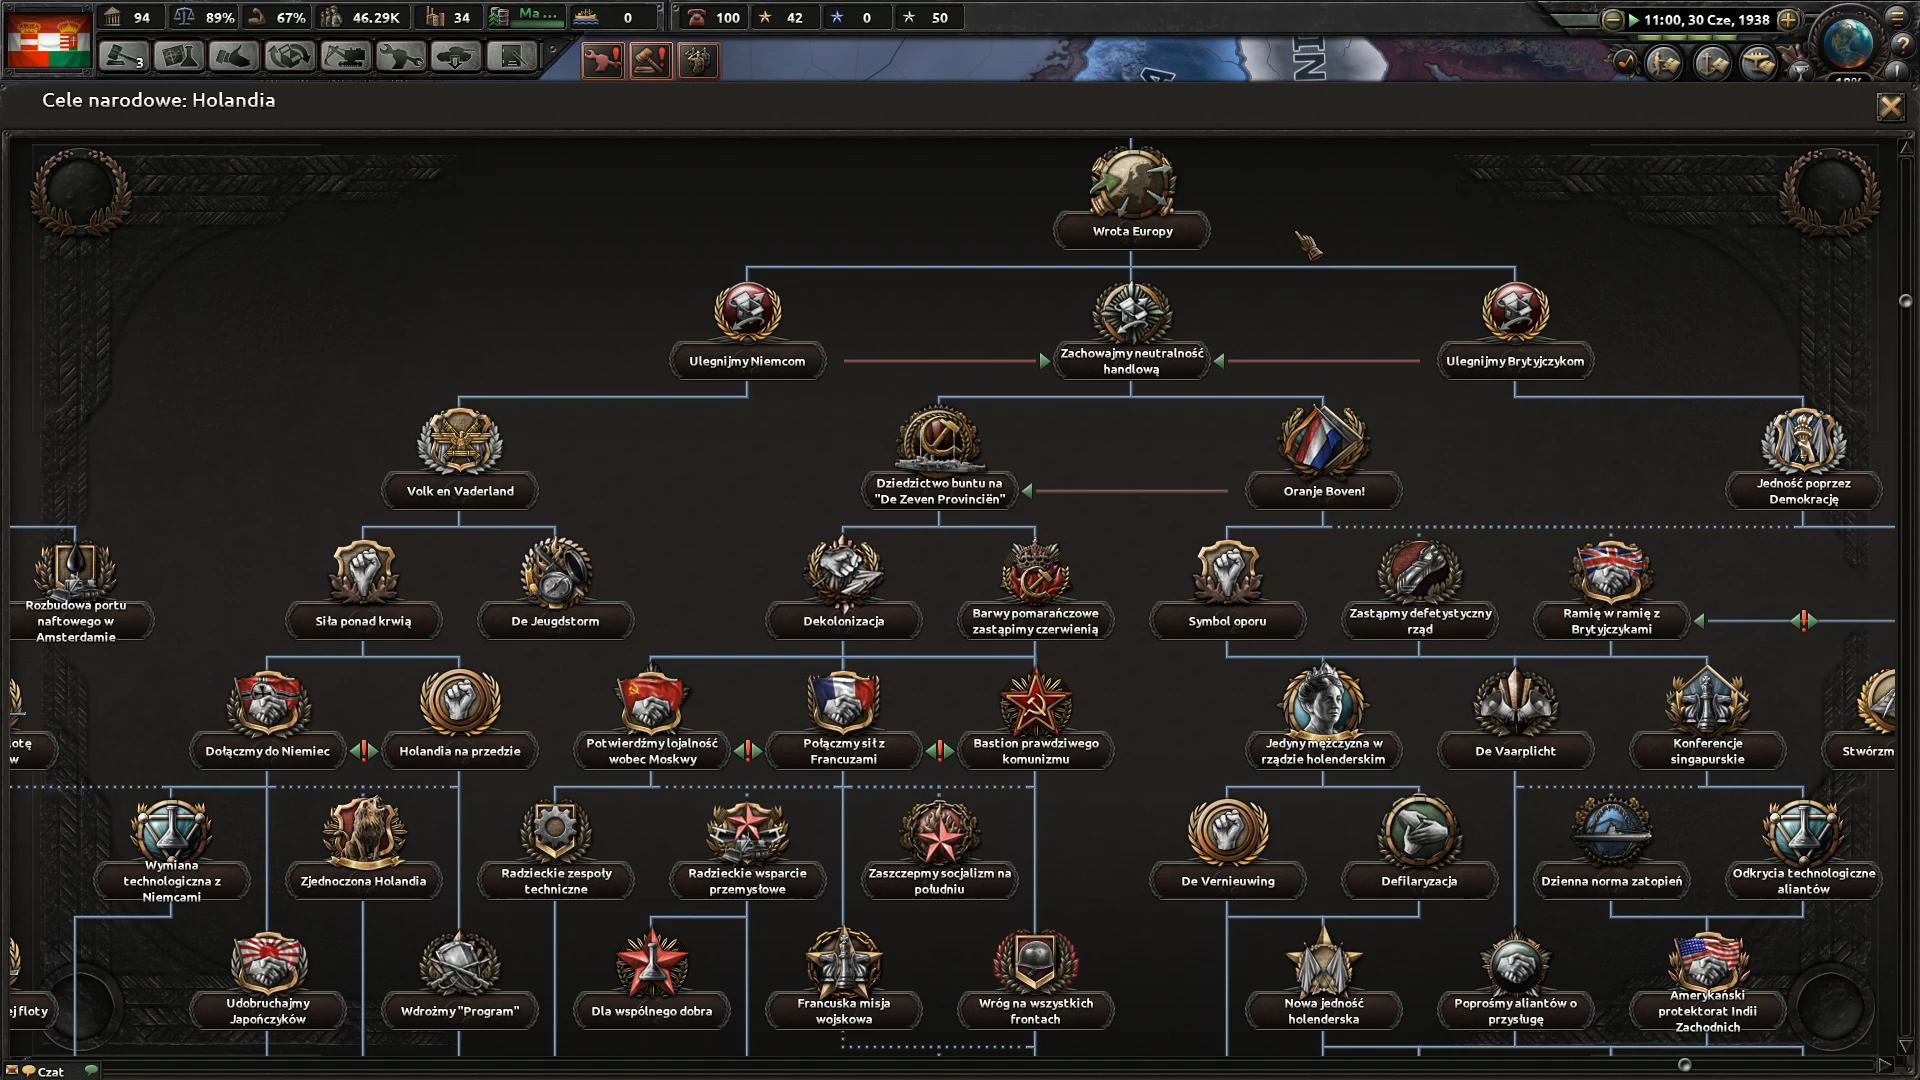 94
89%
67%
46.29K
34
Ma ...
0
100
42
0
50
11:00, 30 Cze, 1938
3
Cele narodowe: Holandia
Wrota Europy
Ulegnijmy Niemcom
Zachowajmy neutralność
handlową
Ulegnijmy Brytyjczykom
Volk en Vaderland
Dziedzictwo buntu na
"De Zeven Provinciën"
Oranje Boven!
Jedność poprzez
Demokrację
Rozbudowa portu
naftowego w
Amsterdamie
Siła ponad krwią
De Jeugdstorm
Dekolonizacja
Barwy pomarańczowe
zastąpimy czerwienią
Symbol oporu
Zastąpmy defetystyczny
rząd
Ramię w ramię z
Brytyjczykami
Dołączmy do Niemiec
Holandia na przedzie
Potwierdźmy lojalność
wobec Moskwy
Połączmy sił z
Francuzami
Bastion prawdziwego
komunizmu
Jedyny mężczyzna w
rządzie holenderskim
De Vaarplicht
Konferencje
singapurskie
Wymiana
technologiczna z
Niemcami
Zjednoczona Holandia
Radzieckie zespoły
techniczne
Radzieckie wsparcie
przemysłowe
Zaszczepmy socjalizm na
południu
De Vernieuwing
Defilaryzacja
Dzienna norma zatopień
Odkrycia technologiczne
aliantów
ej floty
Udobruchajmy
Japończyków
Wdrożmy "Program"
Dla wspólnego dobra
Francuska misja
wojskowa
Wróg na wszystkich
frontach
Nowa jedność
holenderska
Poprośmy aliantów o
przysługę
Amerykański
protektorat Indii
Zachodnich
Czat